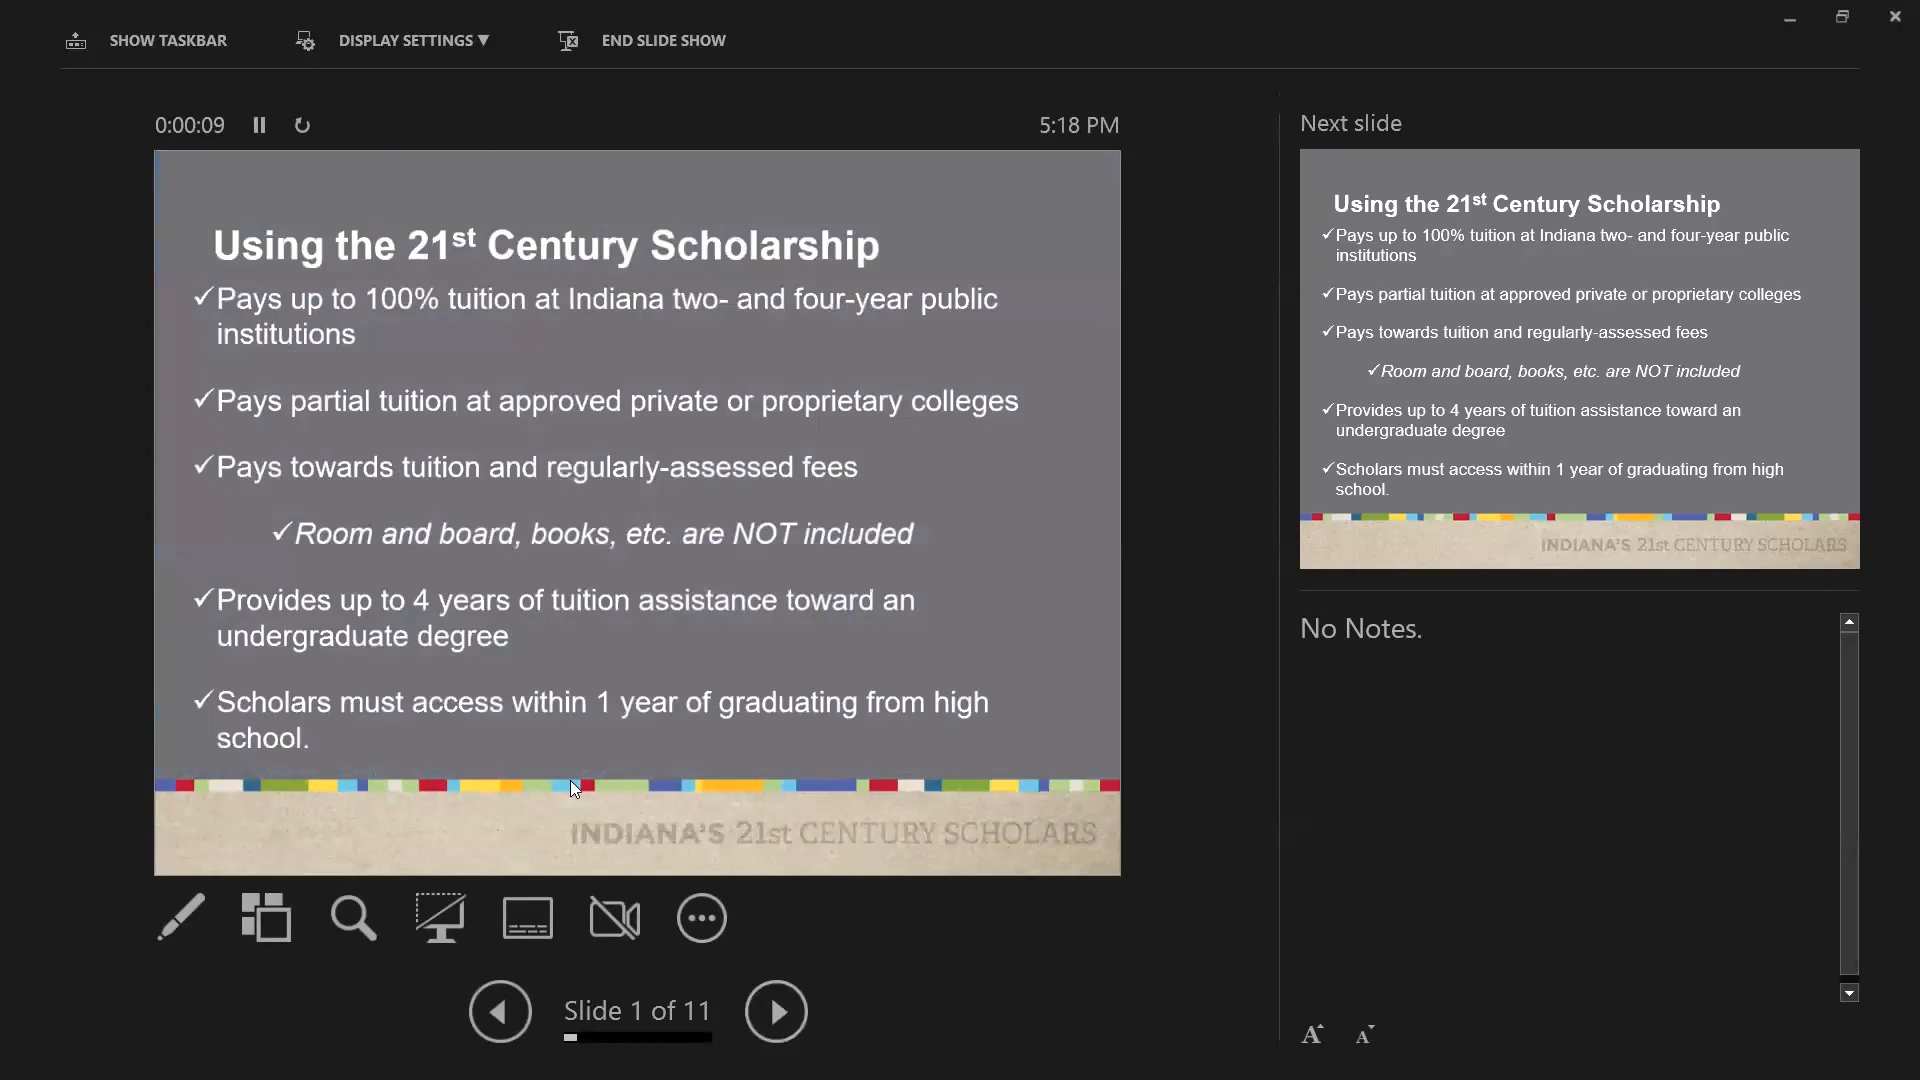 SHOW TASKBAR
DISPLAY SETTINGS ▼
END SLIDE SHOW
0:00:09
5:18 PM
Using the 21st Century Scholarship
✓Pays up to 100% tuition at Indiana two- and four-year public
institutions
✓Pays partial tuition at approved private or proprietary colleges
✓Pays towards tuition and regularly-assessed fees
✓Room and board, books, etc. are NOT included
✓Provides up to 4 years of tuition assistance toward an
undergraduate degree
✓Scholars must access within 1 year of graduating from high
school.
INDIANA'S 21st CENTURY SCHOLARS
Slide 1 of 11
Next slide
Using the 21st Century Scholarship
✓Pays up to 100% tuition at Indiana two- and four-year public
institutions
✓Pays partial tuition at approved private or proprietary colleges
✓Pays towards tuition and regularly-assessed fees
✓Room and board, books, etc. are NOT included
✓Provides up to 4 years of tuition assistance toward an
undergraduate degree
✓Scholars must access within 1 year of graduating from high
school.
INDIANA'S 21st CENTURY SCHOLARS
No Notes.
A A